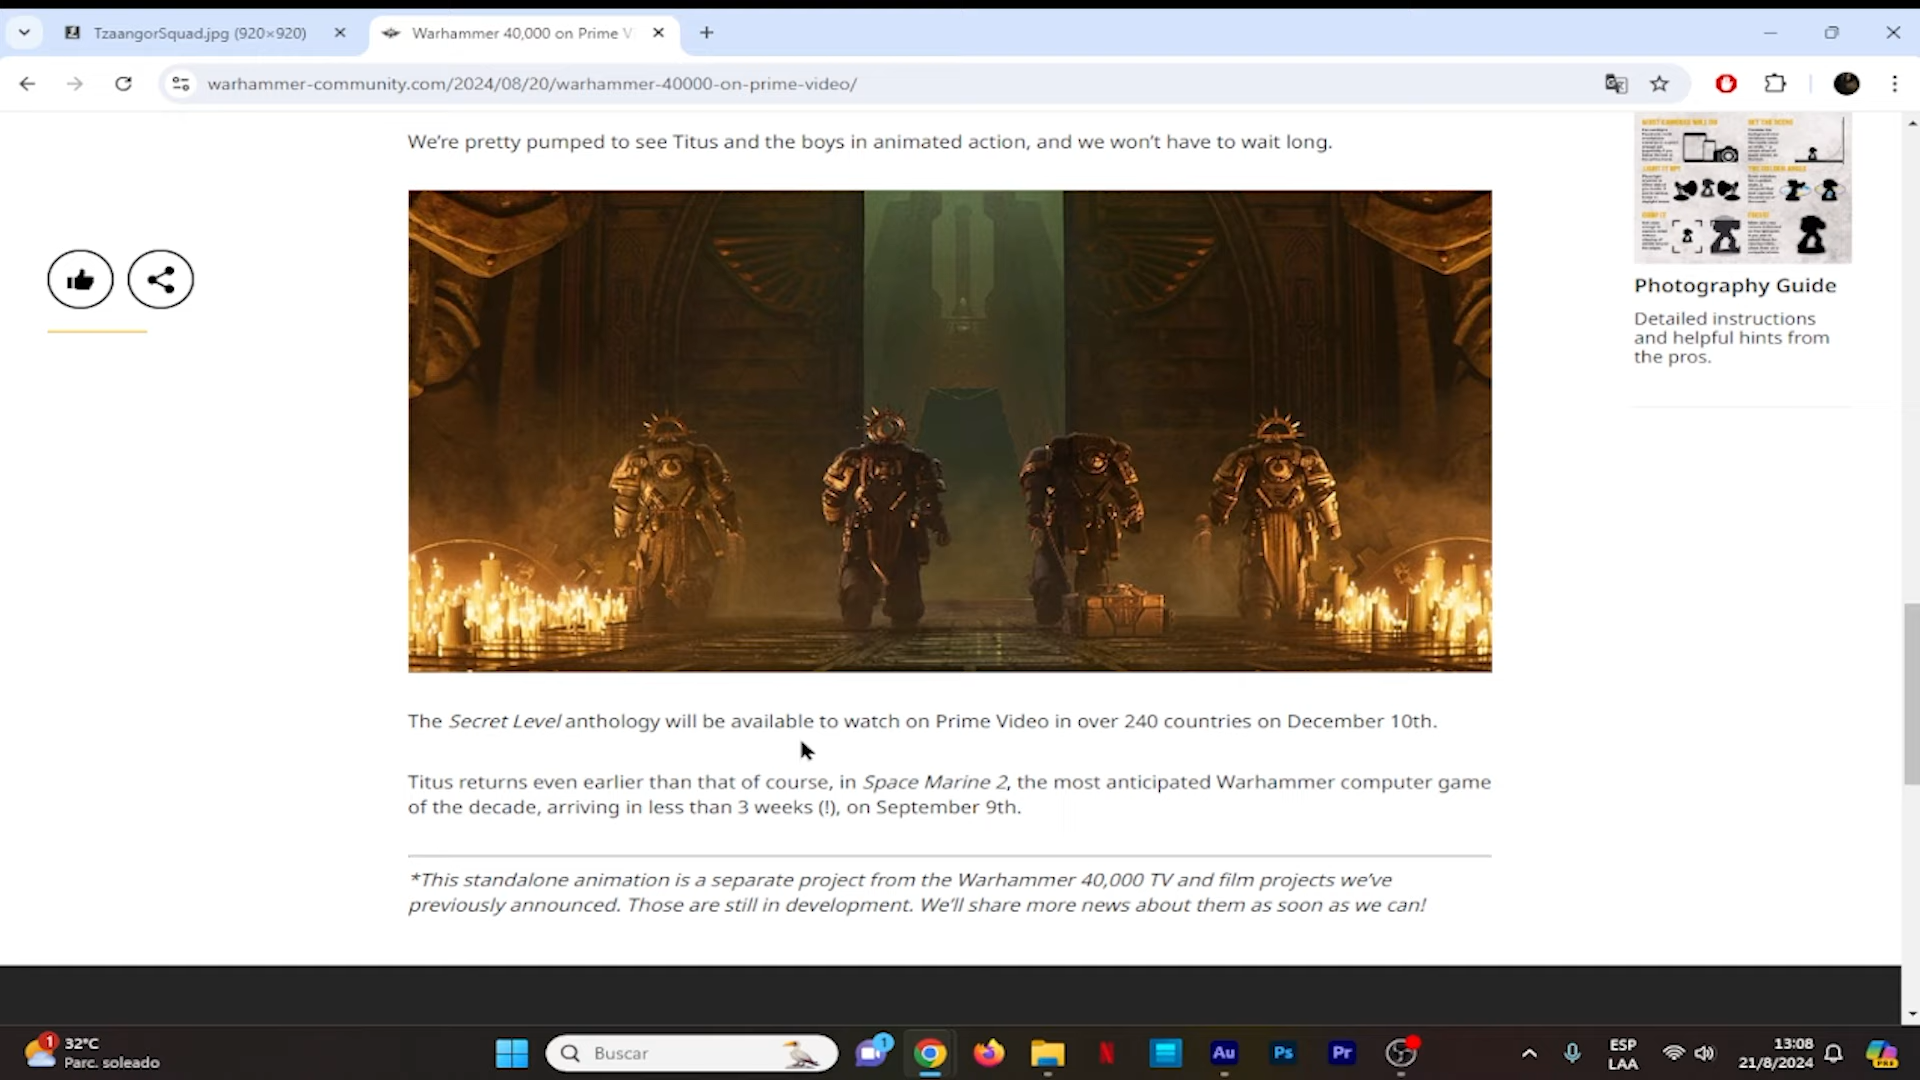 TzaangorSquad.jpg (920×920)
Warhammer 40,000 on Prime V
warhammer-community.com/2024/08/20/warhammer-40000-on-prime-video/
We're pretty pumped to see Titus and the boys in animated action, and we won't have to wait long.
Photography Guide
Detailed instructions
and helpful hints from
the pros.
The Secret Level anthology will be available to watch on Prime Video in over 240 countries on December 10th.
Titus returns even earlier than that of course, in Space Marine 2, the most anticipated Warhammer computer game
of the decade, arriving in less than 3 weeks (!), on September 9th.
*This standalone animation is a separate project from the Warhammer 40,000 TV and film projects we've
previously announced. Those are still in development. We'll share more news about them as soon as we can!
1
32°C
Parc. soleado
Buscar
1
N
Au
Ps
Pr
ESP
LAA
13:08
21/8/2024
PRE